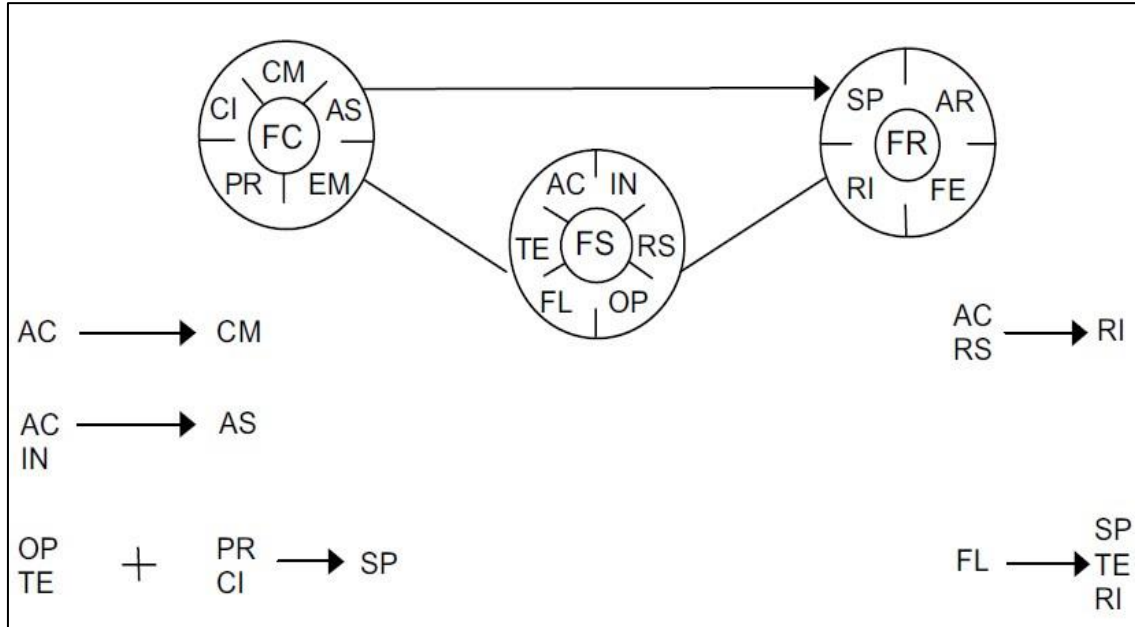 CM
CI
AS
FC
PR
EM
SP
AR
FR
RI
FE
AC
IN
TE
FS
RS
FL
OP
AC CM
AC
RS
RI
AC
IN
AS
OP
TE
+
PR
CI
SP
FL
SP
TE
RI